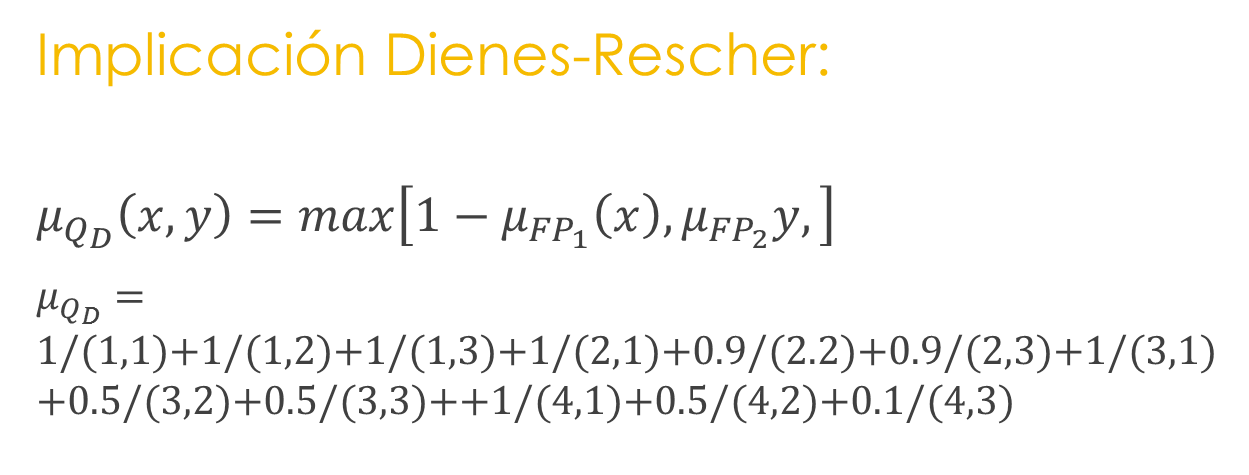 Implicación Dienes-Rescher:
μ_{Q_D}(x, y) = max[1 − μ_{FP_1}(x), μ_{FP_2}y, ]
μ_{Q_D} =
1/(1,1)+1/(1,2)+1/(1,3)+1/(2,1)+0.9/(2.2)+0.9/(2,3)+1/(3,1)
+0.5/(3,2)+0.5/(3,3)++1/(4,1)+0.5/(4,2)+0.1/(4,3)